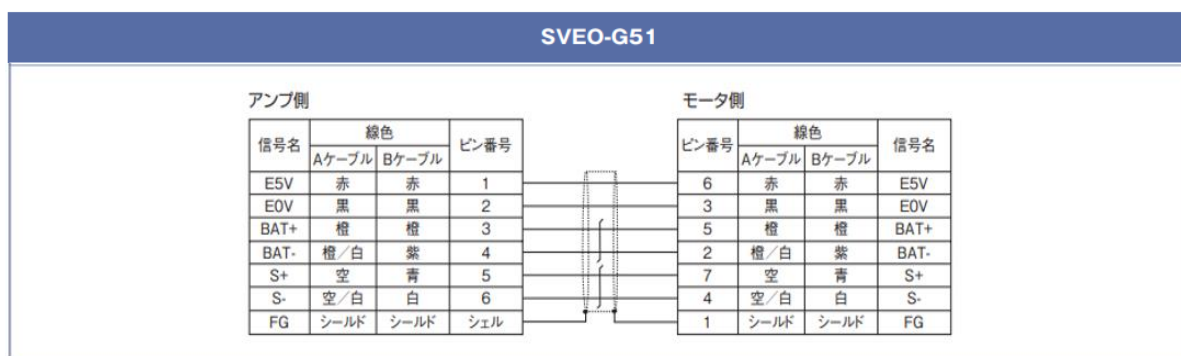 SVEO-G51
アンプ側 モータ側
信号名 線色 ピン番号 ピン番号 線色 信号名
Aケーブル Bケーブル Aケーブル Bケーブル
E5V 赤 赤 1 6 赤 赤 E5V
E0V 黒 黒 2 3 黒 黒 E0V
BAT+ 橙 橙 3 5 橙 橙 BAT+
BAT- 橙/白 紫 4 2 橙/白 紫 BAT-
S+ 空 青 5 7 空 青 S+
S- 空/白 白 6 4 空/白 白 S-
FG シールド シールド シェル 1 シールド シールド FG